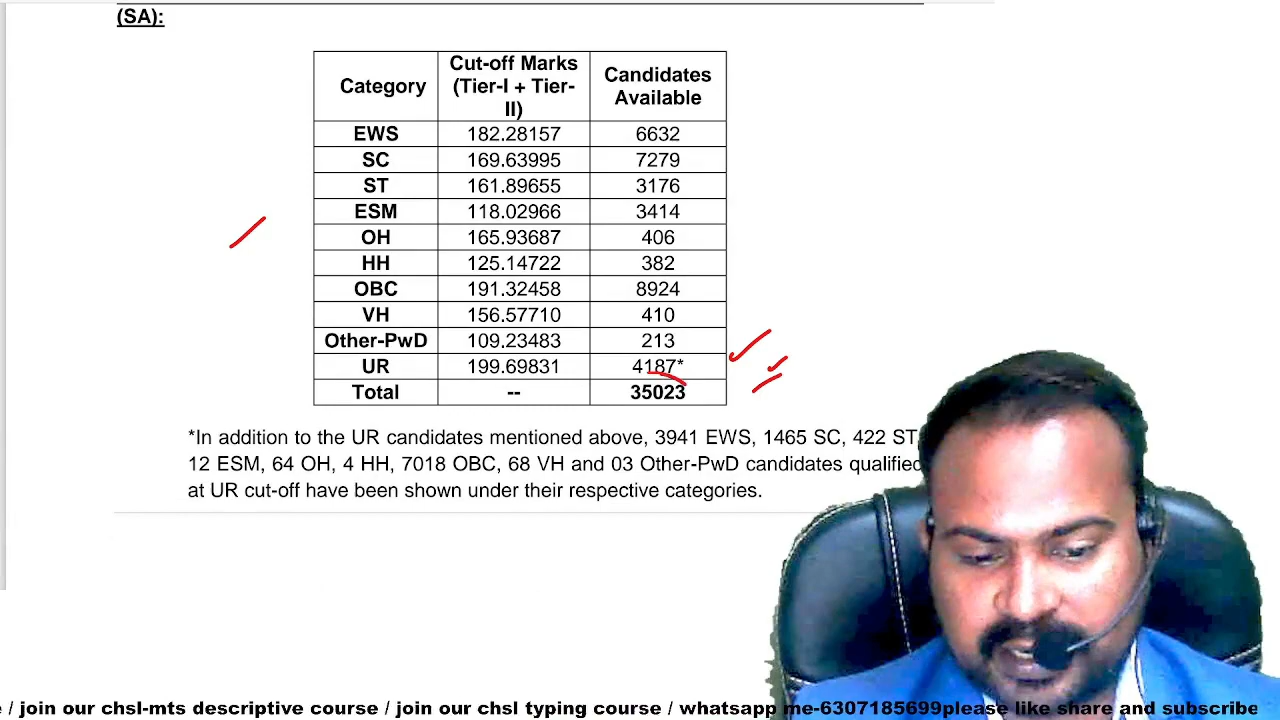 (SA):
Category Cut-off Marks (Tier-I + Tier-II) Candidates Available
EWS 182.28157 6632
SC 169.63995 7279
ST 161.89655 3176
ESM 118.02966 3414
OH 165.93687 406
HH 125.14722 382
OBC 191.32458 8924
VH 156.57710 410
Other-PwD 109.23483 213
UR 199.69831 4187*
Total -- 35023
*In addition to the UR candidates mentioned above, 3941 EWS, 1465 SC, 422 ST
12 ESM, 64 OH, 4 HH, 7018 OBC, 68 VH and 03 Other-PwD candidates qualified
at UR cut-off have been shown under their respective categories.
/ join our chsl-mts descriptive course / join our chsl typing course / whatsapp me-6307185699please like share and subscribe